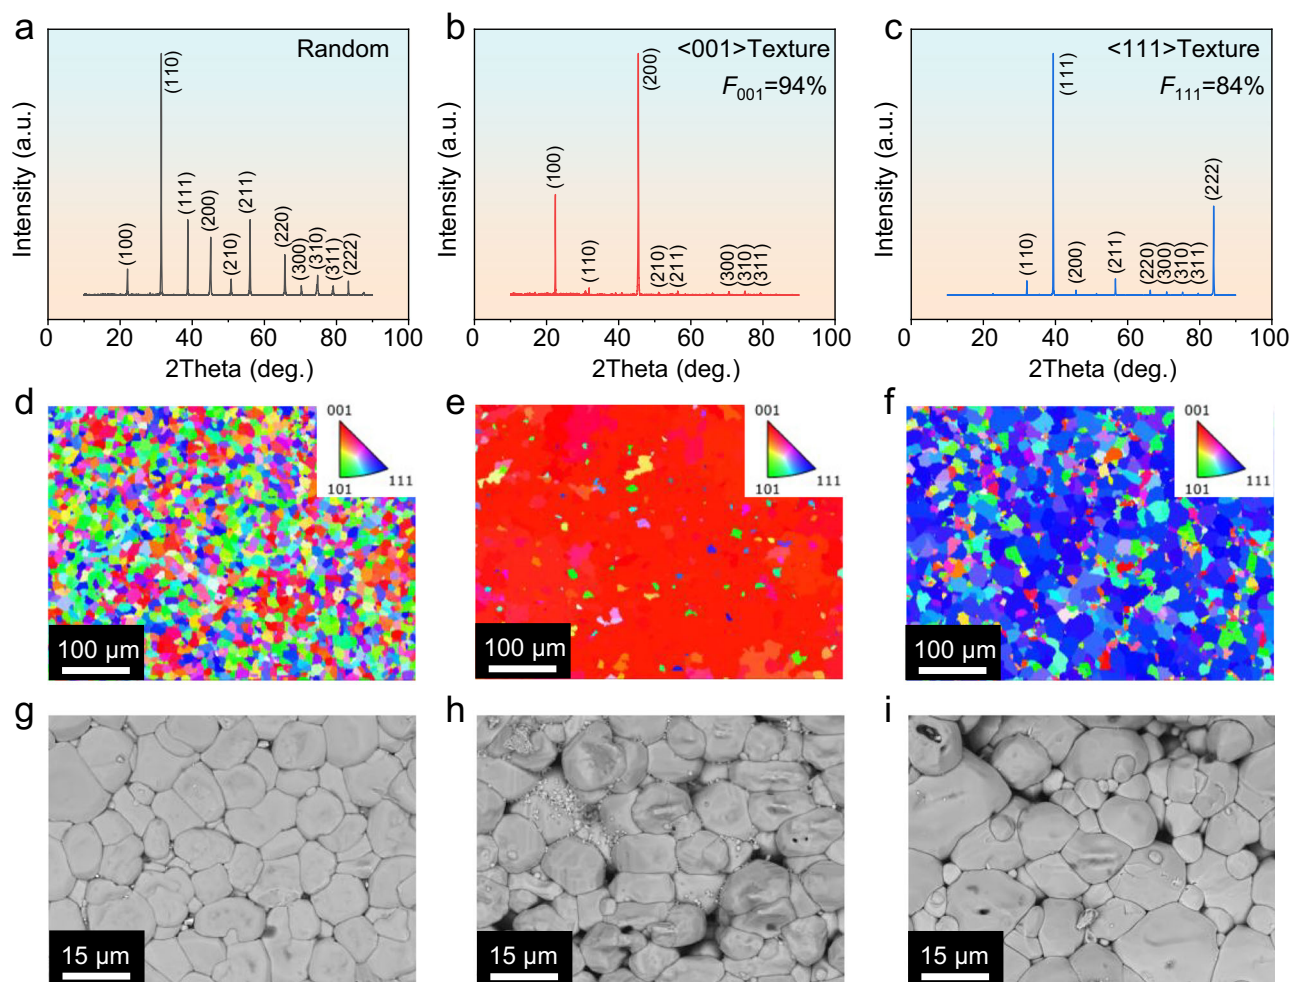 a
Random
Intensity (a.u.)
(100)
(110)
(111)
(200)
(210)
(211)
(220)
(300)
(310)
(311)
(222)
0 20 40 60 80 100
2Theta (deg.)
b
<001>Texture
F001=94%
Intensity (a.u.)
(100)
(110)
(200)
(210)
(211)
(300)
(310)
(311)
0 20 40 60 80 100
2Theta (deg.)
c
<111>Texture
F111=84%
Intensity (a.u.)
(110)
(111)
(200)
(211)
(220)
(300)
(310)
(311)
(222)
0 20 40 60 80 100
2Theta (deg.)
d
001
101
111
100 μm
e
001
101
111
100 μm
f
001
101
111
100 μm
g
15 μm
h
15 μm
i
15 μm